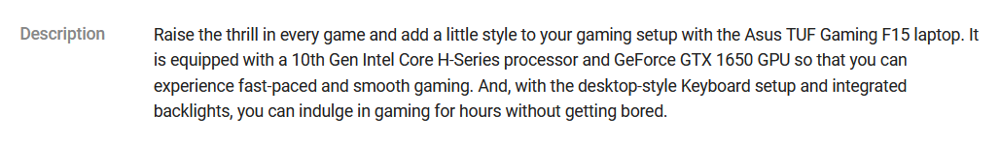 Description
Raise the thrill in every game and add a little style to your gaming setup with the Asus TUF Gaming F15 laptop. It
is equipped with a 10th Gen Intel Core H-Series processor and GeForce GTX 1650 GPU so that you can
experience fast-paced and smooth gaming. And, with the desktop-style Keyboard setup and integrated
backlights, you can indulge in gaming for hours without getting bored.